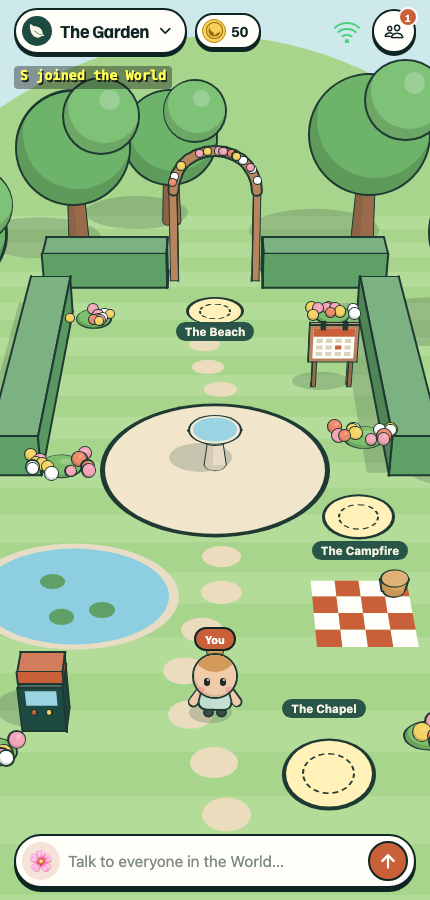 The Garden
50
1
S joined the World
The Beach
The Campfire
You
The Chapel
Talk to everyone in the World...